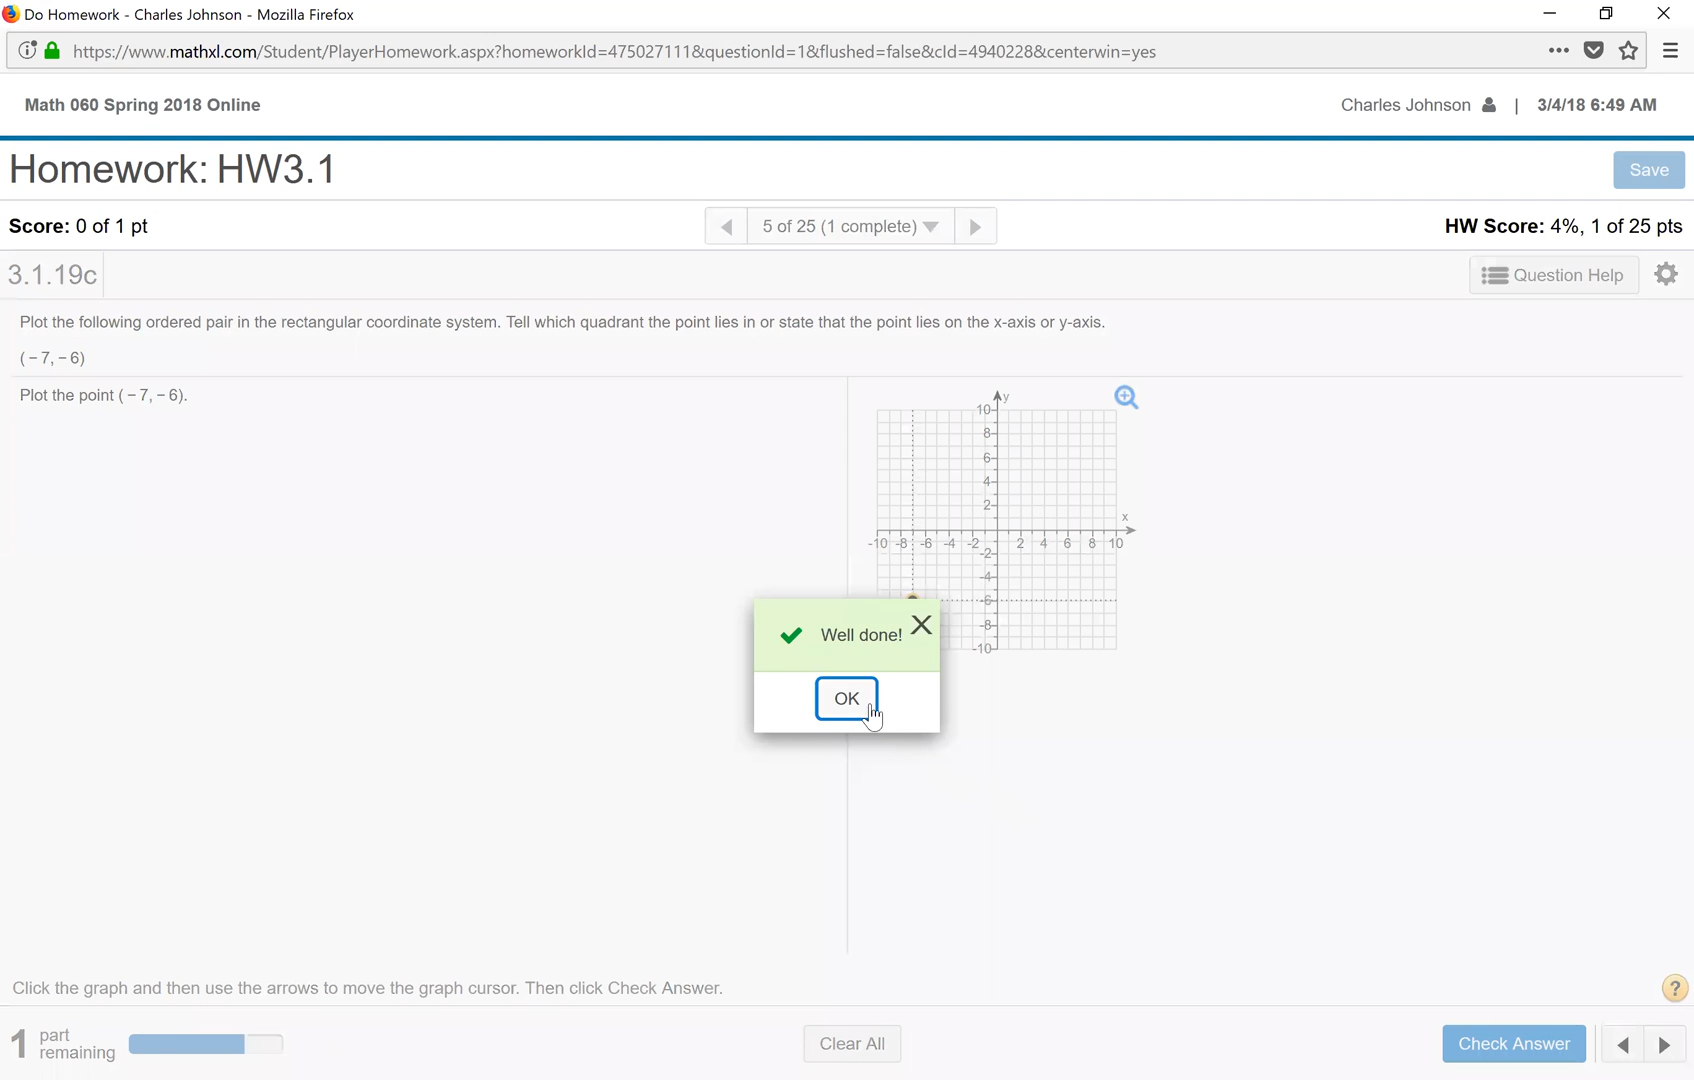 Do Homework - Charles Johnson - Mozilla Firefox
https://www.mathxl.com/Student/PlayerHomework.aspx?homeworkId=475027111&questionId=1&flushed=false&cId=4940228&centerwin=yes
Math 060 Spring 2018 Online
Charles Johnson | 3/4/18 6:49 AM
Homework: HW3.1
Save
Score: 0 of 1 pt
5 of 25 (1 complete)
HW Score: 4%, 1 of 25 pts
3.1.19c
Question Help
Plot the following ordered pair in the rectangular coordinate system. Tell which quadrant the point lies in or state that the point lies on the x-axis or y-axis.
(−7,−6)
Plot the point (−7,−6).
y
10
8
6
4
2
x
-10 -8 -6 -4 -2 2 4 6 8 10
-2
-4
-6
-8
-10
Well done!
OK
Click the graph and then use the arrows to move the graph cursor. Then click Check Answer.
?
1 part remaining
Clear All
Check Answer